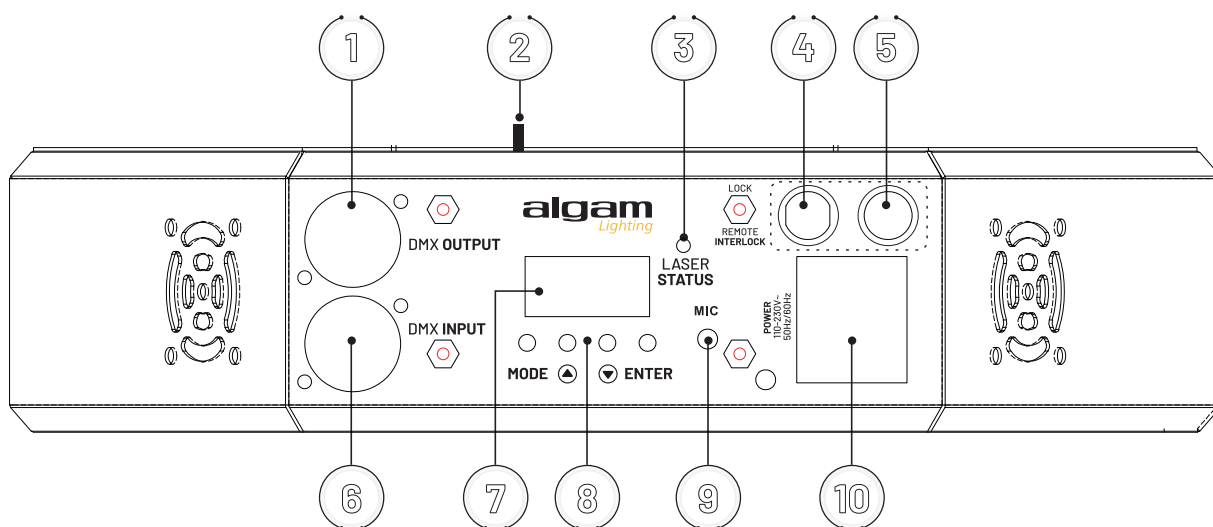 1 2 3 4 5
algam
Lighting
DMX OUTPUT
LOCK
REMOTE
INTERLOCK
LASER
STATUS
DMX INPUT
MIC
POWER
110-230V~
50Hz/60Hz
MODE ENTER
6 7 8 9 10